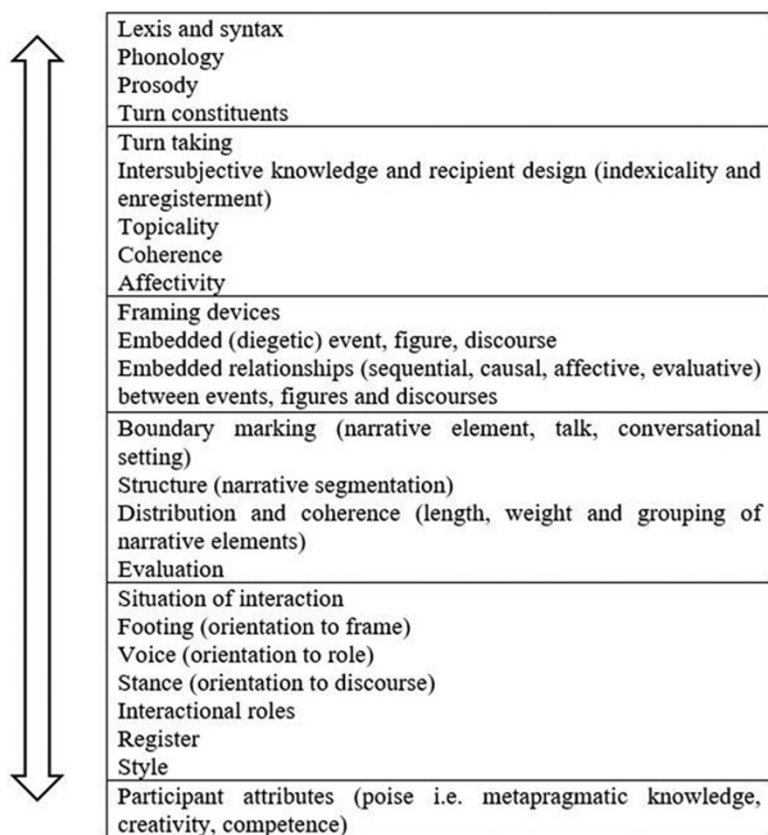 Lexis and syntax
Phonology
Prosody
Turn constituents
Turn taking
Intersubjective knowledge and recipient design (indexicality and
enregisterment)
Topicality
Coherence
Affectivity
Framing devices
Embedded (diegetic) event, figure, discourse
Embedded relationships (sequential, causal, affective, evaluative)
between events, figures and discourses
Boundary marking (narrative element, talk, conversational
setting)
Structure (narrative segmentation)
Distribution and coherence (length, weight and grouping of
narrative elements)
Evaluation
Situation of interaction
Footing (orientation to frame)
Voice (orientation to role)
Stance (orientation to discourse)
Interactional roles
Register
Style
Participant attributes (poise i.e. metapragmatic knowledge,
creativity, competence)